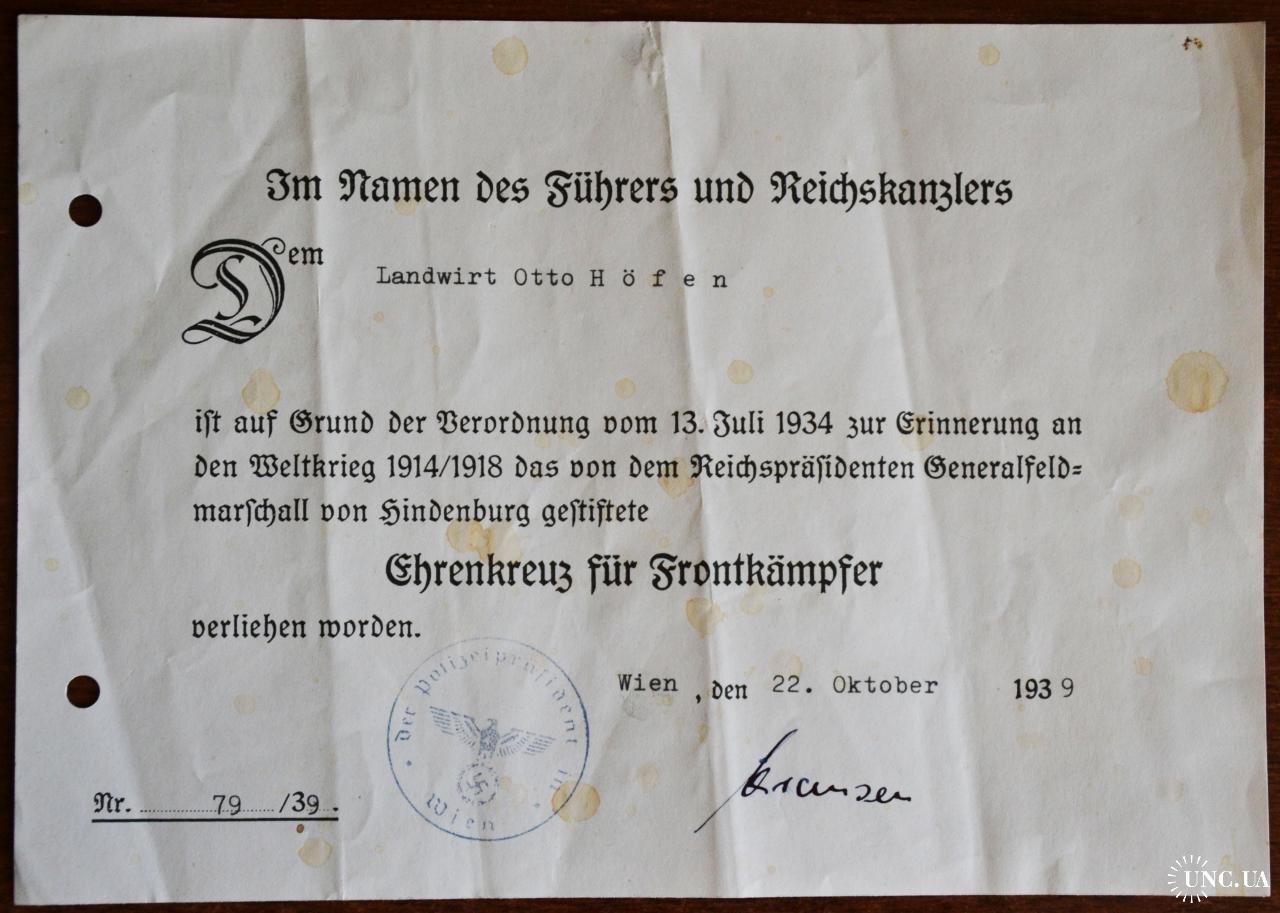 Im Namen des Führers und Reichskanzlers
Dem
Landwirt Otto H ö f e n
ist auf Grund der Verordnung vom 13. Juli 1934 zur Erinnerung an
den Weltkrieg 1914/1918 das von dem Reichspräsidenten Generalfeld=
marschall von Hindenburg gestiftete
Ehrenkreuz für Frontkämpfer
verliehen worden.
Wien, den 22. Oktober 1939
der Polizeipräsident in
Wien
Nr. 79 /39.
UNC.UA